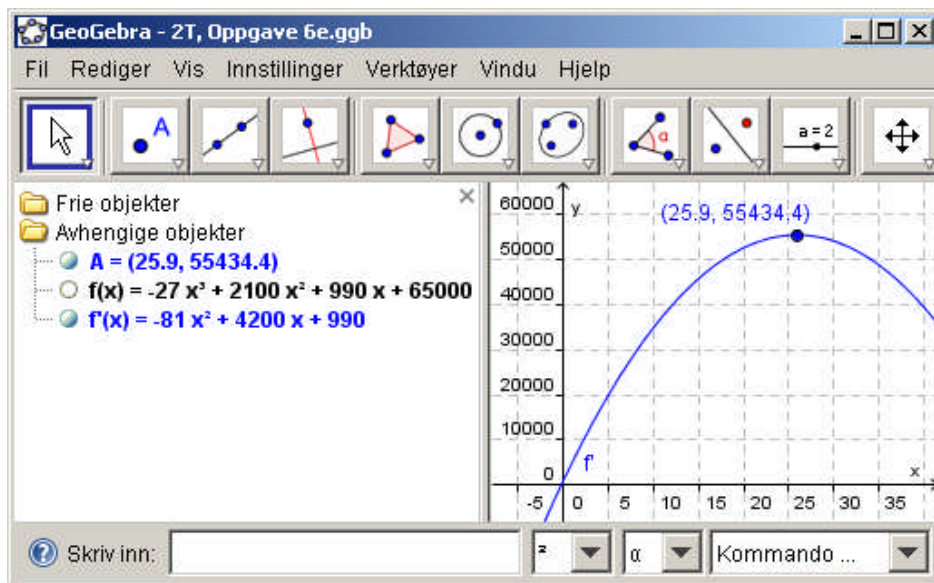 GeoGebra - 2T, Oppgave 6e.ggb
Fil Rediger Vis Innstillinger Verktøyer Vindu Hjelp
A α a = 2
Frie objekter
Avhengige objekter
A = (25.9, 55434.4)
f(x) = -27 x³ + 2100 x² + 990 x + 65000
f'(x) = -81 x² + 4200 x + 990
60000 y (25.9, 55434.4)
50000
40000
30000
20000
10000
0 f' x
-5 0 5 10 15 20 25 30 35
Skriv inn: ² α Kommando ...